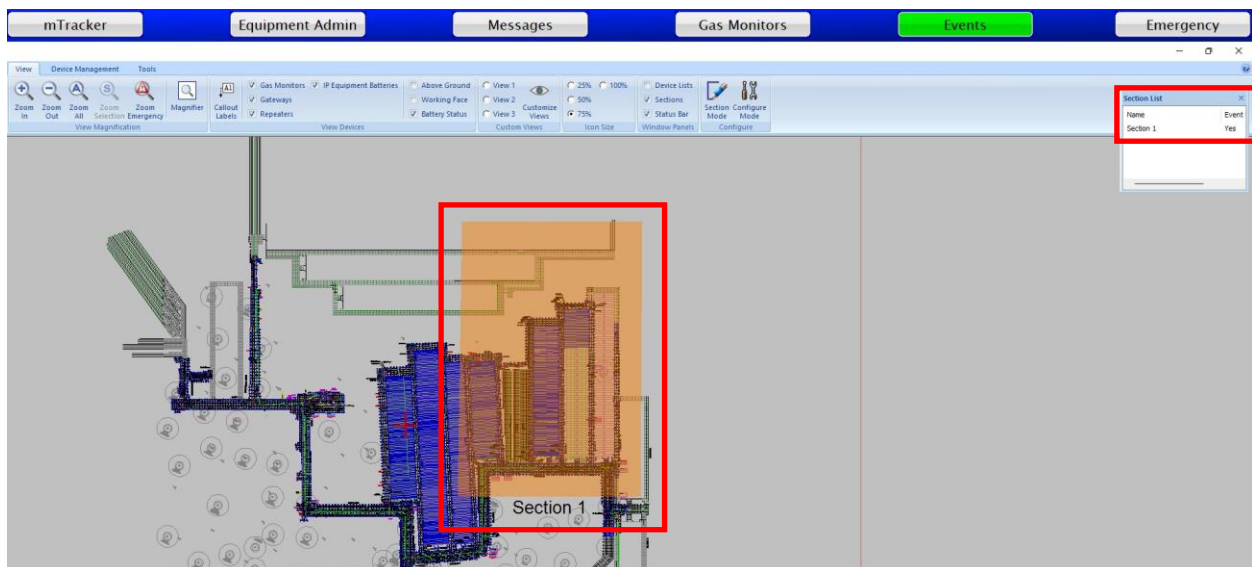 mTracker Equipment Admin Messages Gas Monitors Events Emergency
View Device Management Tools
Zoom In
Zoom Out
Zoom All
Zoom Selection
Zoom Emergency
View Magnification
Magnifier
A1
Callout Labels
Gas Monitors IP Equipment Batteries Above Ground
Gateways Working Face
Repeaters Battery Status
View Devices
View 1
View 2
View 3
Customize Views
Custom Views
25% 100%
50%
75%
Icon Size
Device Lists
Sections
Status Bar
Window Panels
Section Mode
Configure Mode
Configure
Section List
Name Event
Section 1 Yes
Section 1